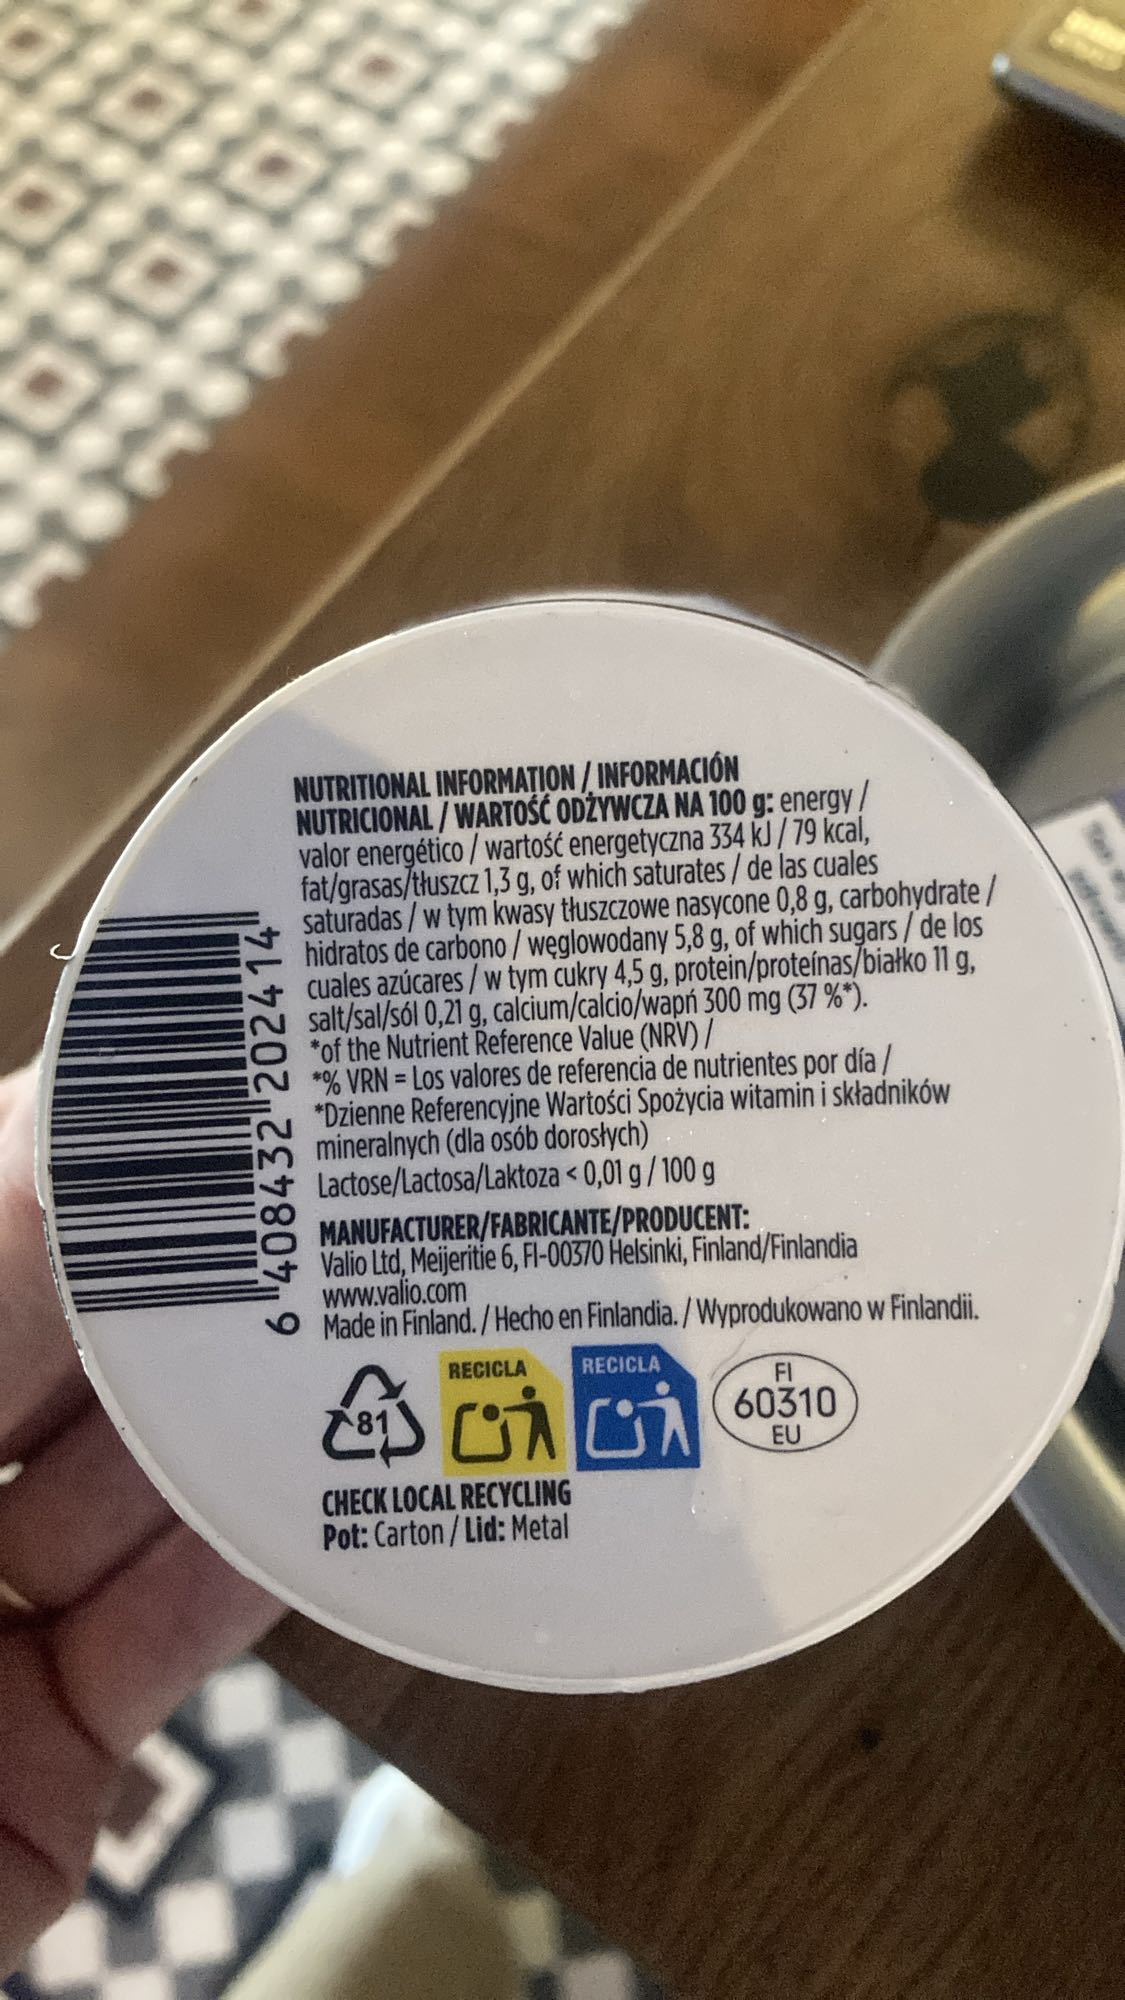 NUTRITIONAL INFORMATION / INFORMACIÓN
NUTRICIONAL / WARTOŚĆ ODŻYWCZA NA 100 g: energy /
valor energético / wartość energetyczna 334 kJ / 79 kcal,
fat/grasas/tłuszcz 1,3 g, of which saturates / de las cuales
saturadas / w tym kwasy tłuszczowe nasycone 0,8 g, carbohydrate /
hidratos de carbono / węglowodany 5,8 g, of which sugars / de los
cuales azúcares / w tym cukry 4,5 g, protein/proteínas/białko 11 g,
salt/sal/sól 0,21 g, calcium/calcio/wapń 300 mg (37 %*).
*of the Nutrient Reference Value (NRV) /
*% VRN = Los valores de referencia de nutrientes por día /
*Dzienne Referencyjne Wartości Spożycia witamin i składników
mineralnych (dla osób dorosłych)
Lactose/Lactosa/Laktoza < 0,01 g / 100 g
MANUFACTURER/FABRICANTE/PRODUCENT:
Valio Ltd, Meijeritie 6, FI-00370 Helsinki, Finland/Finlandia
www.valio.com
Made in Finland. / Hecho en Finlandia. / Wyprodukowano w Finlandii.
6 408432 202414
81
RECICLA
RECICLA
FI
60310
EU
CHECK LOCAL RECYCLING
Pot: Carton / Lid: Metal